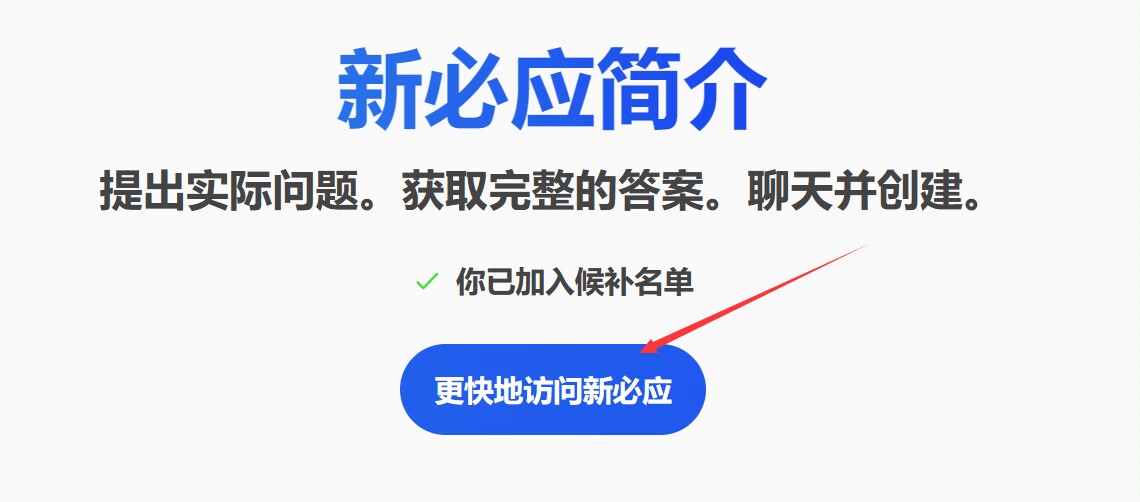 新必应简介
提出实际问题。获取完整的答案。聊天并创建。
你已加入候补名单
更快地访问新必应